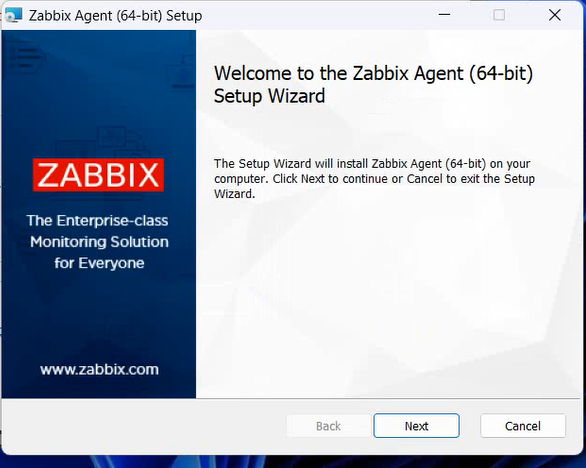 Zabbix Agent (64-bit) Setup
Welcome to the Zabbix Agent (64-bit)
Setup Wizard
The Setup Wizard will install Zabbix Agent (64-bit) on your
computer. Click Next to continue or Cancel to exit the Setup
Wizard.
ZABBIX
The Enterprise-class
Monitoring Solution
for Everyone
www.zabbix.com
Back
Next
Cancel